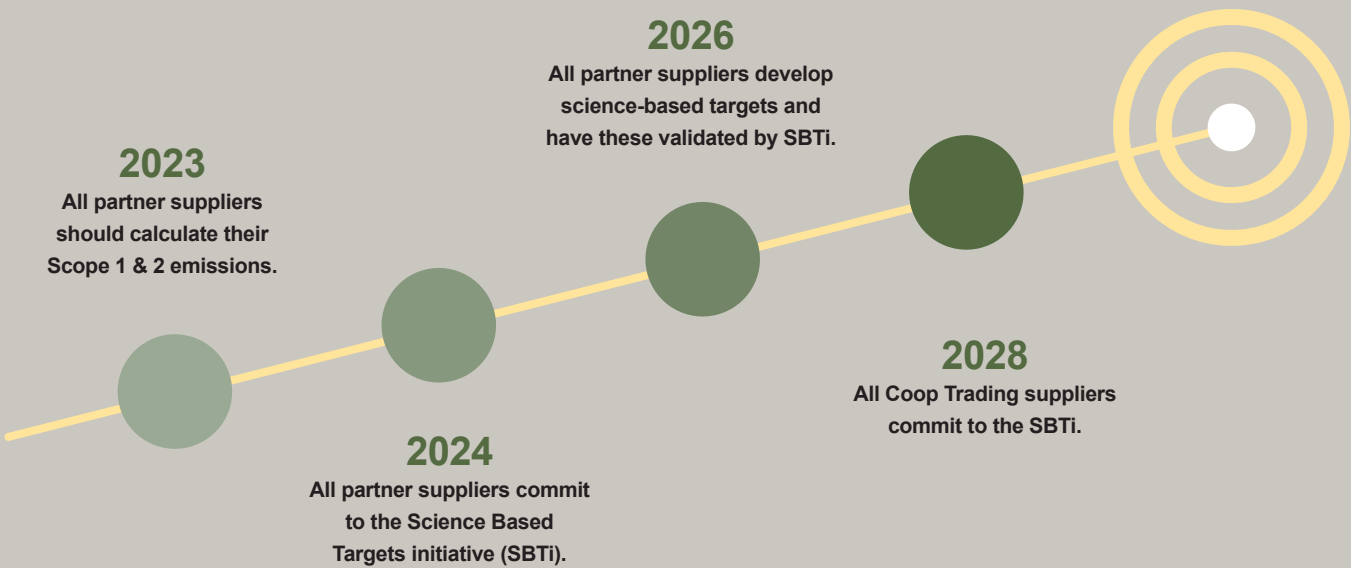 2023
All partner suppliers
should calculate their
Scope 1 & 2 emissions.
2024
All partner suppliers commit
to the Science Based
Targets initiative (SBTi).
2026
All partner suppliers develop
science-based targets and
have these validated by SBTi.
2028
All Coop Trading suppliers
commit to the SBTi.